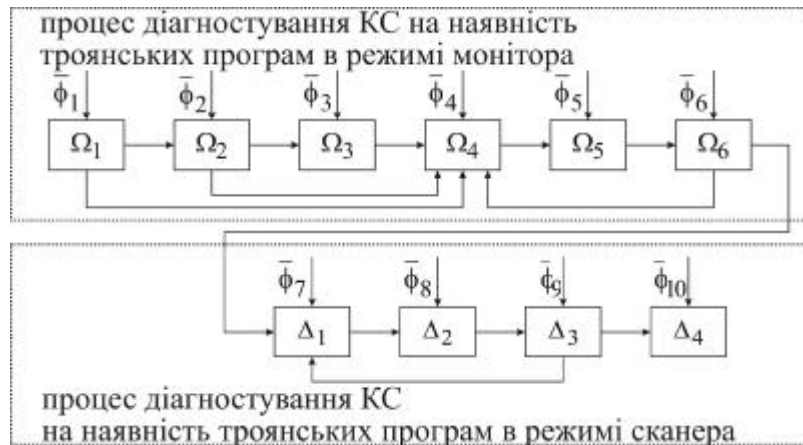 процес діагностування КС на наявність
троянських програм в режимі монітора
ϕ̅1 ϕ̅2 ϕ̅3 ϕ̅4 ϕ̅5 ϕ̅6
Ω1 Ω2 Ω3 Ω4 Ω5 Ω6
ϕ̅7 ϕ̅8 ϕ̅9 ϕ̅10
Δ1 Δ2 Δ3 Δ4
процес діагностування КС
на наявність троянських програм в режимі сканера